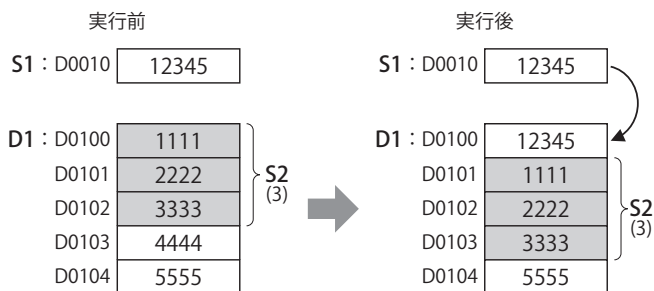 実行前
S1：D0010 12345
D1：D0100 1111
D0101 2222
D0102 3333
D0103 4444
D0104 5555
S2
(3)
実行後
S1：D0010 12345
D1：D0100 12345
D0101 1111
D0102 2222
D0103 3333
D0104 5555
S2
(3)